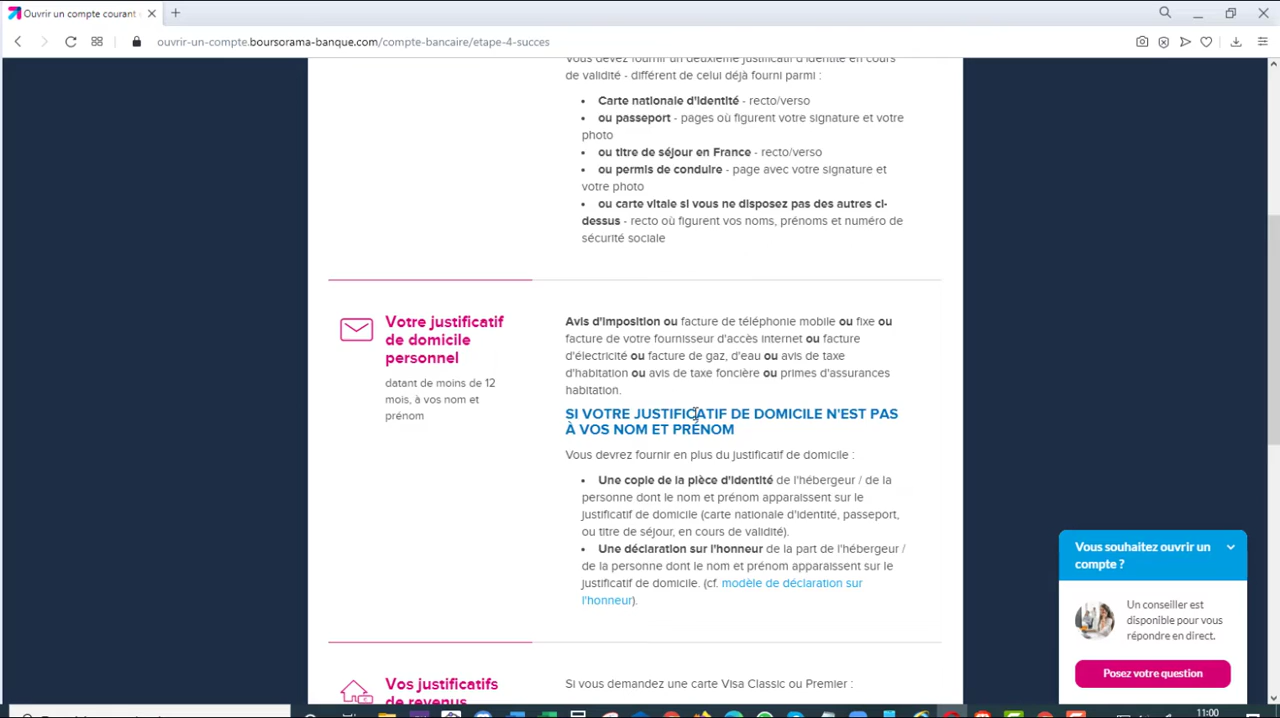 Ouvrir un compte courant
ouvrir-un-compte.boursorama-banque.com/compte-bancaire/etape-4-succes
Vous devez fournir un deuxième justificatif d'identité en cours
de validité - différent de celui déjà fourni parmi :
• Carte nationale d'identité - recto/verso
• ou passeport - pages où figurent votre signature et votre
photo
• ou titre de séjour en France - recto/verso
• ou permis de conduire - page avec votre signature et
votre photo
• ou carte vitale si vous ne disposez pas des autres ci-
dessus - recto où figurent vos noms, prénoms et numéro de
sécurité sociale
Votre justificatif
de domicile
personnel
datant de moins de 12
mois, à vos nom et
prénom
Avis d'imposition ou facture de téléphonie mobile ou fixe ou
facture de votre fournisseur d'accès internet ou facture
d'électricité ou facture de gaz, d'eau ou avis de taxe
d'habitation ou avis de taxe foncière ou primes d'assurances
habitation.
SI VOTRE JUSTIFICATIF DE DOMICILE N'EST PAS
À VOS NOM ET PRÉNOM
Vous devrez fournir en plus du justificatif de domicile :
• Une copie de la pièce d'identité de l'hébergeur / de la
personne dont le nom et prénom apparaissent sur le
justificatif de domicile (carte nationale d'identité, passeport,
ou titre de séjour, en cours de validité).
• Une déclaration sur l'honneur de la part de l'hébergeur /
de la personne dont le nom et prénom apparaissent sur le
justificatif de domicile. (cf. modèle de déclaration sur
l'honneur).
Vos justificatifs
de revenus
Si vous demandez une carte Visa Classic ou Premier :
Vous souhaitez ouvrir un
compte ?
Un conseiller est
disponible pour vous
répondre en direct.
Posez votre question
11:00